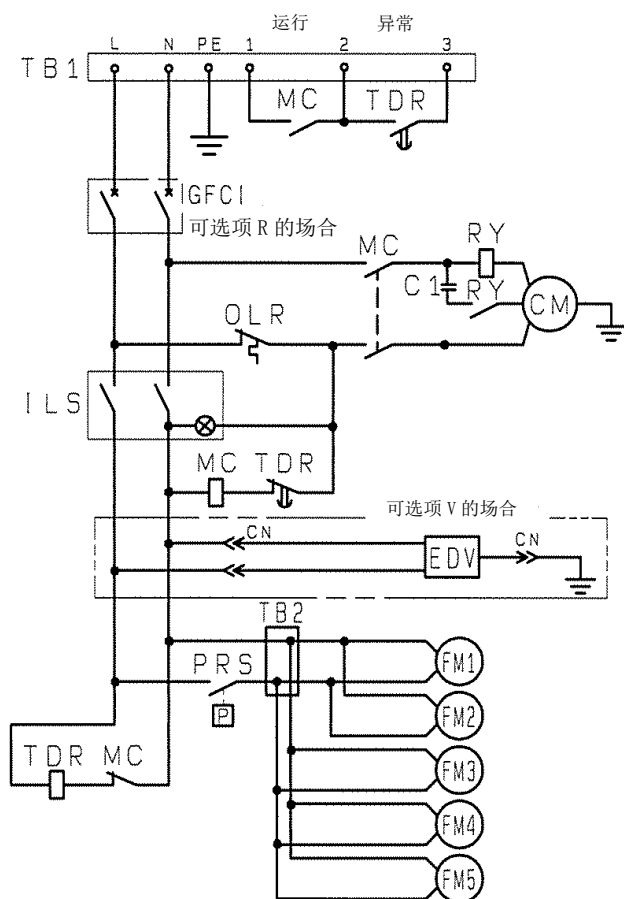 运行 异常
L N PE 1 2 3
TB1
MC TDR
GFCI
可选项R的场合
MC RY
C1 RY CM
OLR
ILS
MC TDR
可选项V的场合
CN EDV CN
TB2
PRS FM1
P
FM2
TDR MC
FM3
FM4
FM5